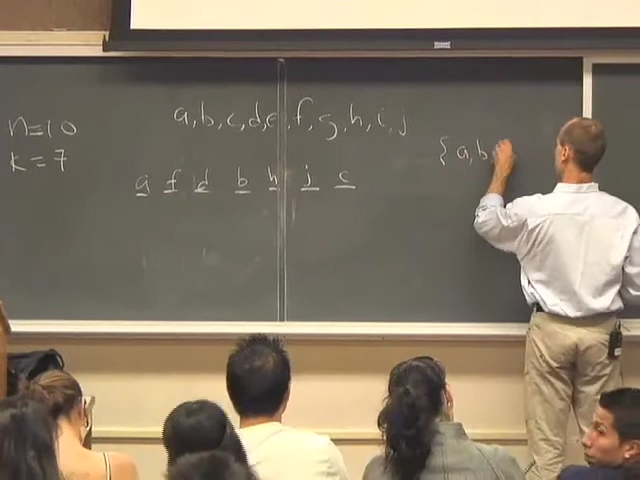 n=10
k=7
a,b,c,d,e,f,g,h,i,j
a f d b h j c
{a,b